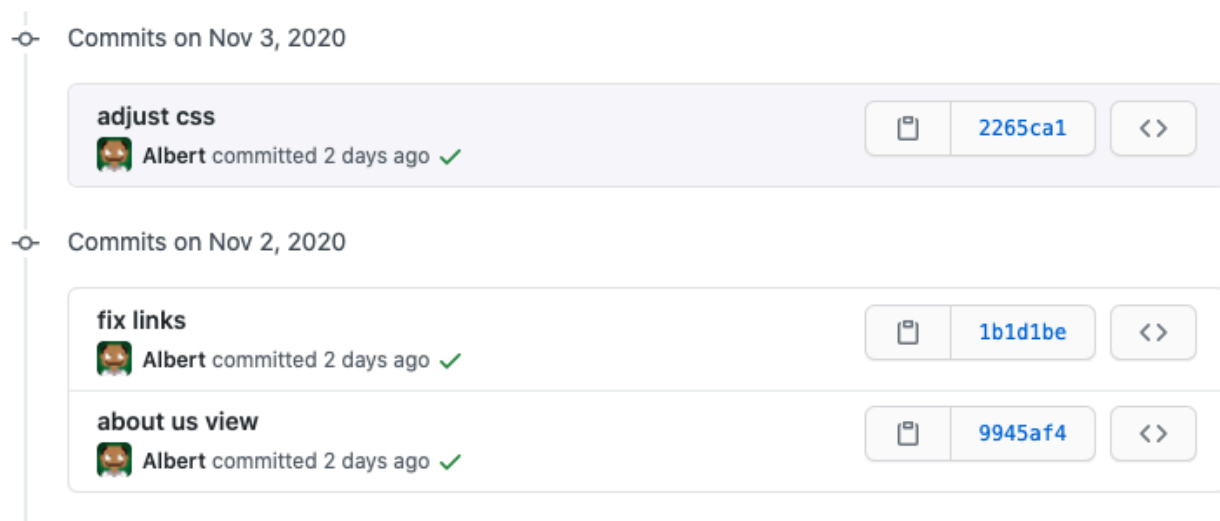 Commits on Nov 3, 2020
adjust css
Albert committed 2 days ago
2265ca1
Commits on Nov 2, 2020
fix links
Albert committed 2 days ago
1b1d1be
about us view
Albert committed 2 days ago
9945af4